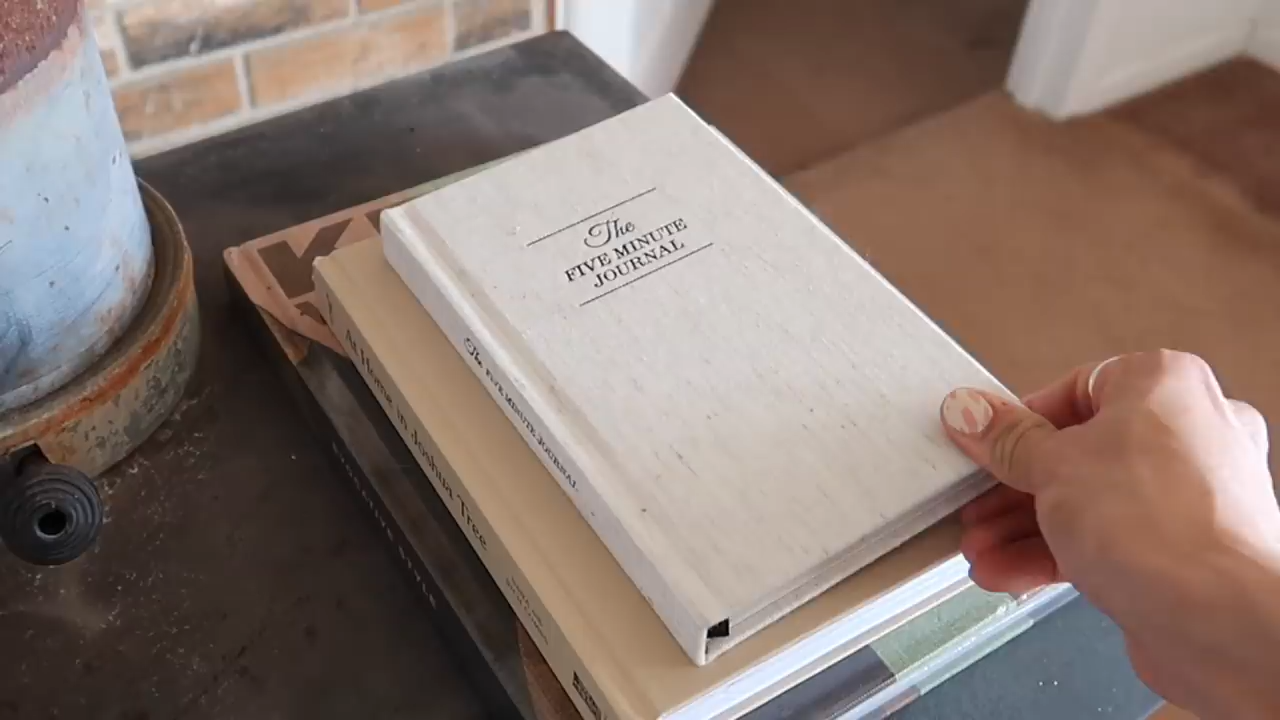 The
FIVE MINUTE
JOURNAL
The FIVE MINUTE JOURNAL
At Home in Joshua Tree
K